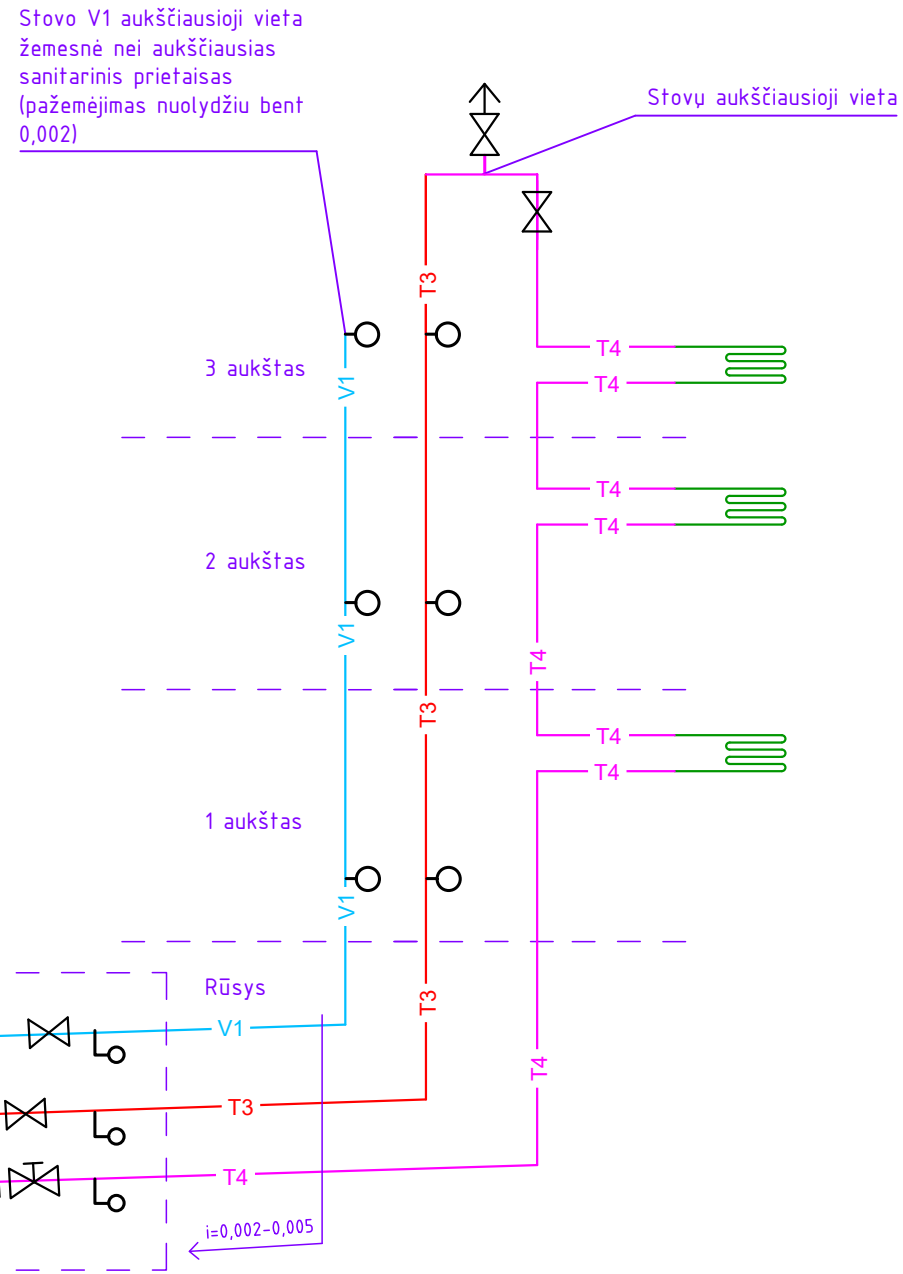 Stovo V1 aukščiausioji vieta
žemesnė nei aukščiausias
sanitarinis prietaisas
(pažemėjimas nuolydžiu bent
0,002)
Stovų aukščiausioji vieta
T3
T4
3 aukštas
V1
T4
T4
2 aukštas
T4
V1
T4
T3
T4
T4
1 aukštas
V1
Rūsys
T3
V1
T4
T3
T4
i=0,002-0,005